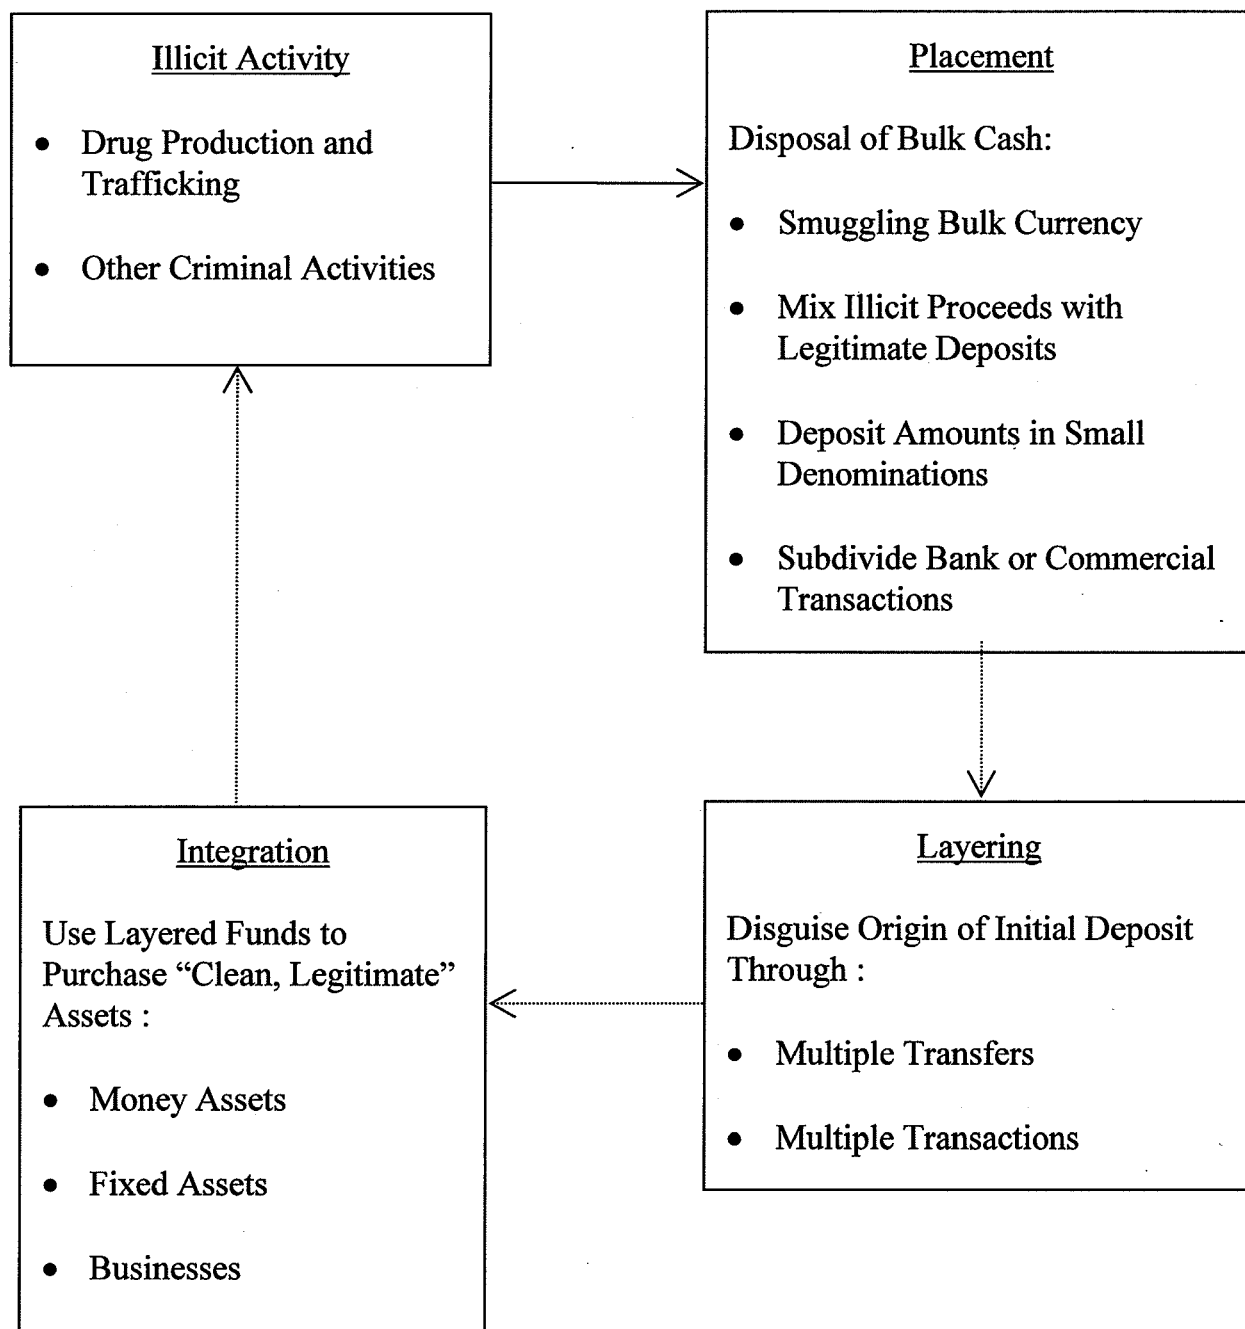 Illicit Activity
• Drug Production and
Trafficking
• Other Criminal Activities
Placement
Disposal of Bulk Cash:
• Smuggling Bulk Currency
• Mix Illicit Proceeds with
Legitimate Deposits
• Deposit Amounts in Small
Denominations
• Subdivide Bank or Commercial
Transactions
Layering
Disguise Origin of Initial Deposit
Through :
• Multiple Transfers
• Multiple Transactions
Integration
Use Layered Funds to
Purchase “Clean, Legitimate”
Assets :
• Money Assets
• Fixed Assets
• Businesses